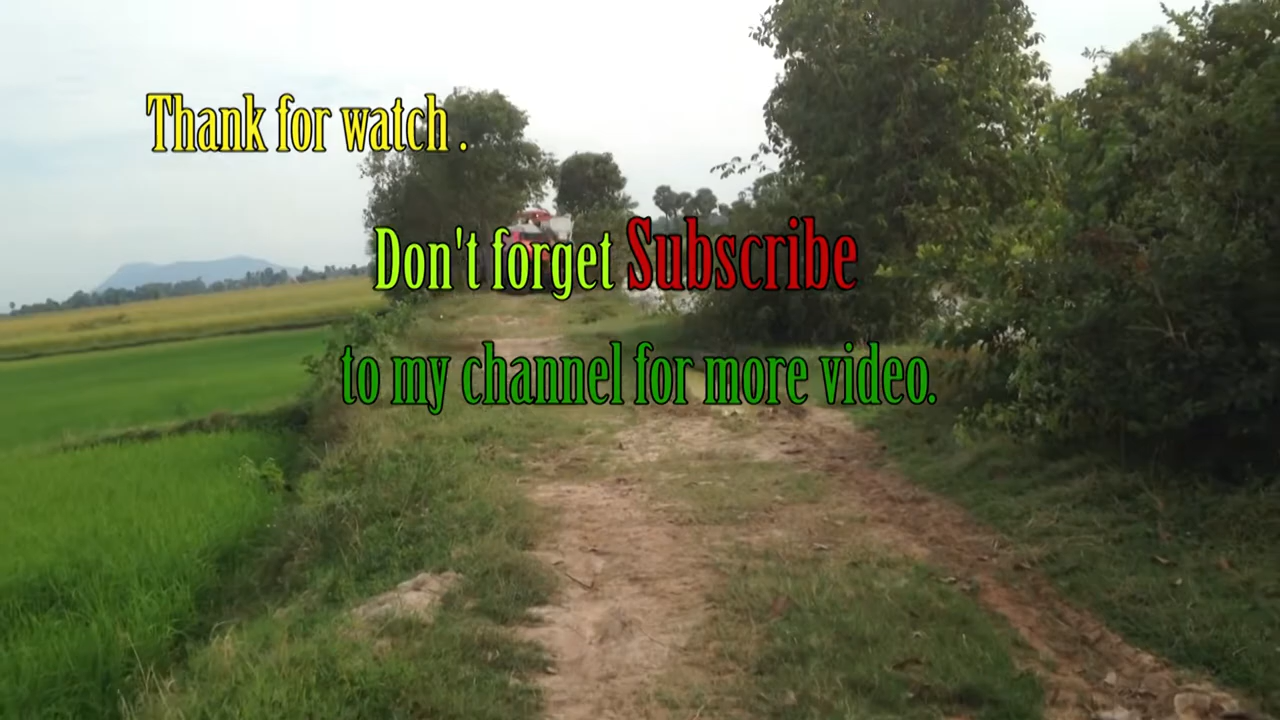 Thank for watch .
Don't forget Subscribe
to my channel for more video.